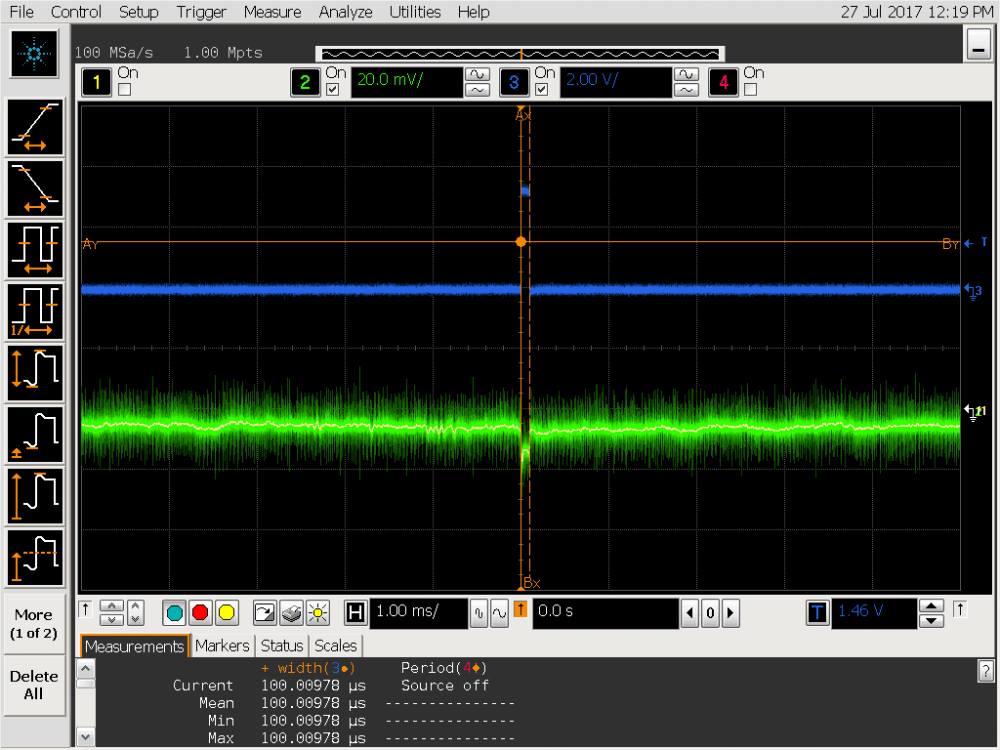 File Control Setup Trigger Measure Analyze Utilities Help 27 Jul 2017 12:19 PM
100 MSa/s 1.00 Mpts
1 On 2 On 20.0 mV/ 3 On 2.00 V/ 4 On
Ax
AY BY T
3
1/
Bx
More
(1 of 2)
Delete
All
H 1.00 ms/ 0.0 s 0 T 1.46 V
Measurements Markers Status Scales
+ width(3) Period(4)
Current 100.00978 µs Source off
Mean 100.00978 µs ---------------
Min 100.00978 µs ---------------
Max 100.00978 µs ---------------
?